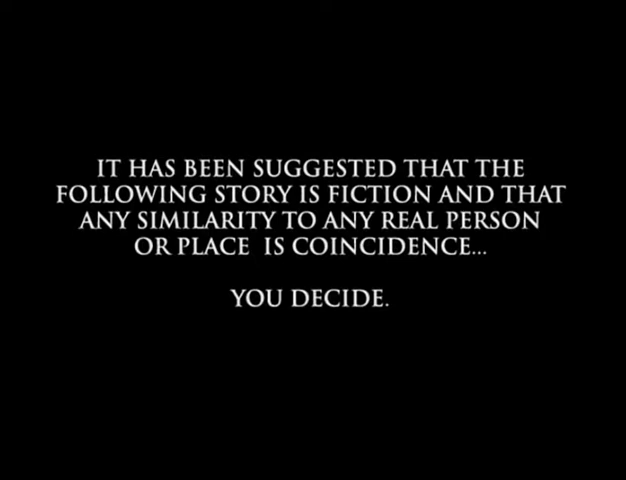 IT HAS BEEN SUGGESTED THAT THE
FOLLOWING STORY IS FICTION AND THAT
ANY SIMILARITY TO ANY REAL PERSON
OR PLACE IS COINCIDENCE...
YOU DECIDE.